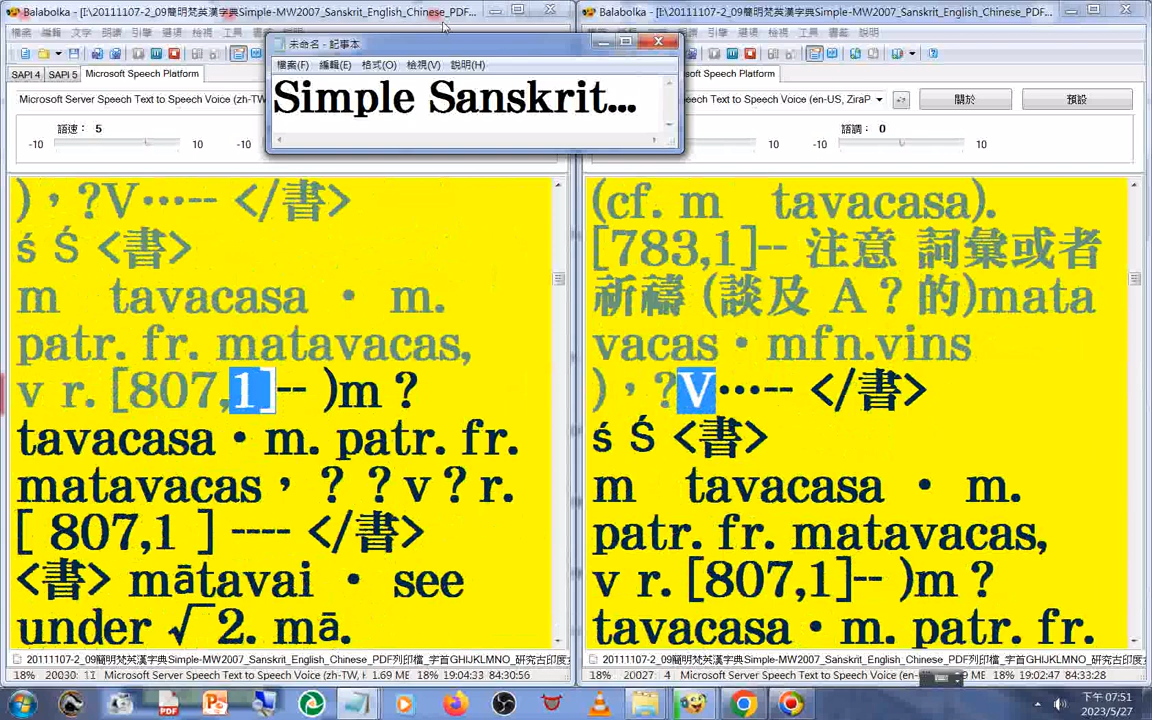 Balabolka - [I:\20111107-2_09簡明梵英漢字典Simple-MW2007_Sanskrit_English_Chinese_PDF...
Balabolka - [I:\20111107-2_09簡明梵英漢字典Simple-MW2007_Sanskrit_English_Chinese_PDF...
未命名 - 記事本
檔案(F) 編輯(E) 格式(O) 檢視(V) 說明(H)
Simple Sanskrit...
SAPI 4 SAPI 5 Microsoft Speech Platform
Speech Platform
Microsoft Server Speech Text to Speech Voice (zh-TW
eech Text to Speech Voice (en-US, ZiraP
關於 預設
語速： 5
-10 10 -10
語調： 0
10 -10 10
)，?V…-- </書>
ś Ś <書>
m tavacasa • m.
patr. fr. matavacas,
v r. [807,1]-- )m ?
tavacasa • m. patr. fr.
matavacas， ? ? v ? r.
[ 807,1 ] ---- </書>
<書> mātavai • see
under √2. mā.
(cf. m tavacasa).
[783,1]-- 注意 詞彙或者
祈禱 (談及 A ? 的)mata
vacas • mfn.vins
)，?V…-- </書>
ś Ś <書>
m tavacasa • m.
patr. fr. matavacas,
v r. [807,1]-- )m ?
tavacasa • m. patr. fr.
20111107-2_09簡明梵英漢字典Simple-MW2007_Sanskrit_English_Chinese_PDF列印檔_字首GHIJKLMNO_研究古印度
20111107-2_09簡明梵英漢字典Simple-MW2007_Sanskrit_English_Chinese_PDF列印檔_字首GHIJKLMNO_研究古印度
18% 20030: 11 Microsoft Server Speech Text to Speech Voice (zh-TW, 1.69 ME 18% 19:04:33 84:30:56
18% 20027: 4 Microsoft Server Speech Text to Speech Voice 18% 19:02:47 84:33:28
下午 07:51
2023/5/27